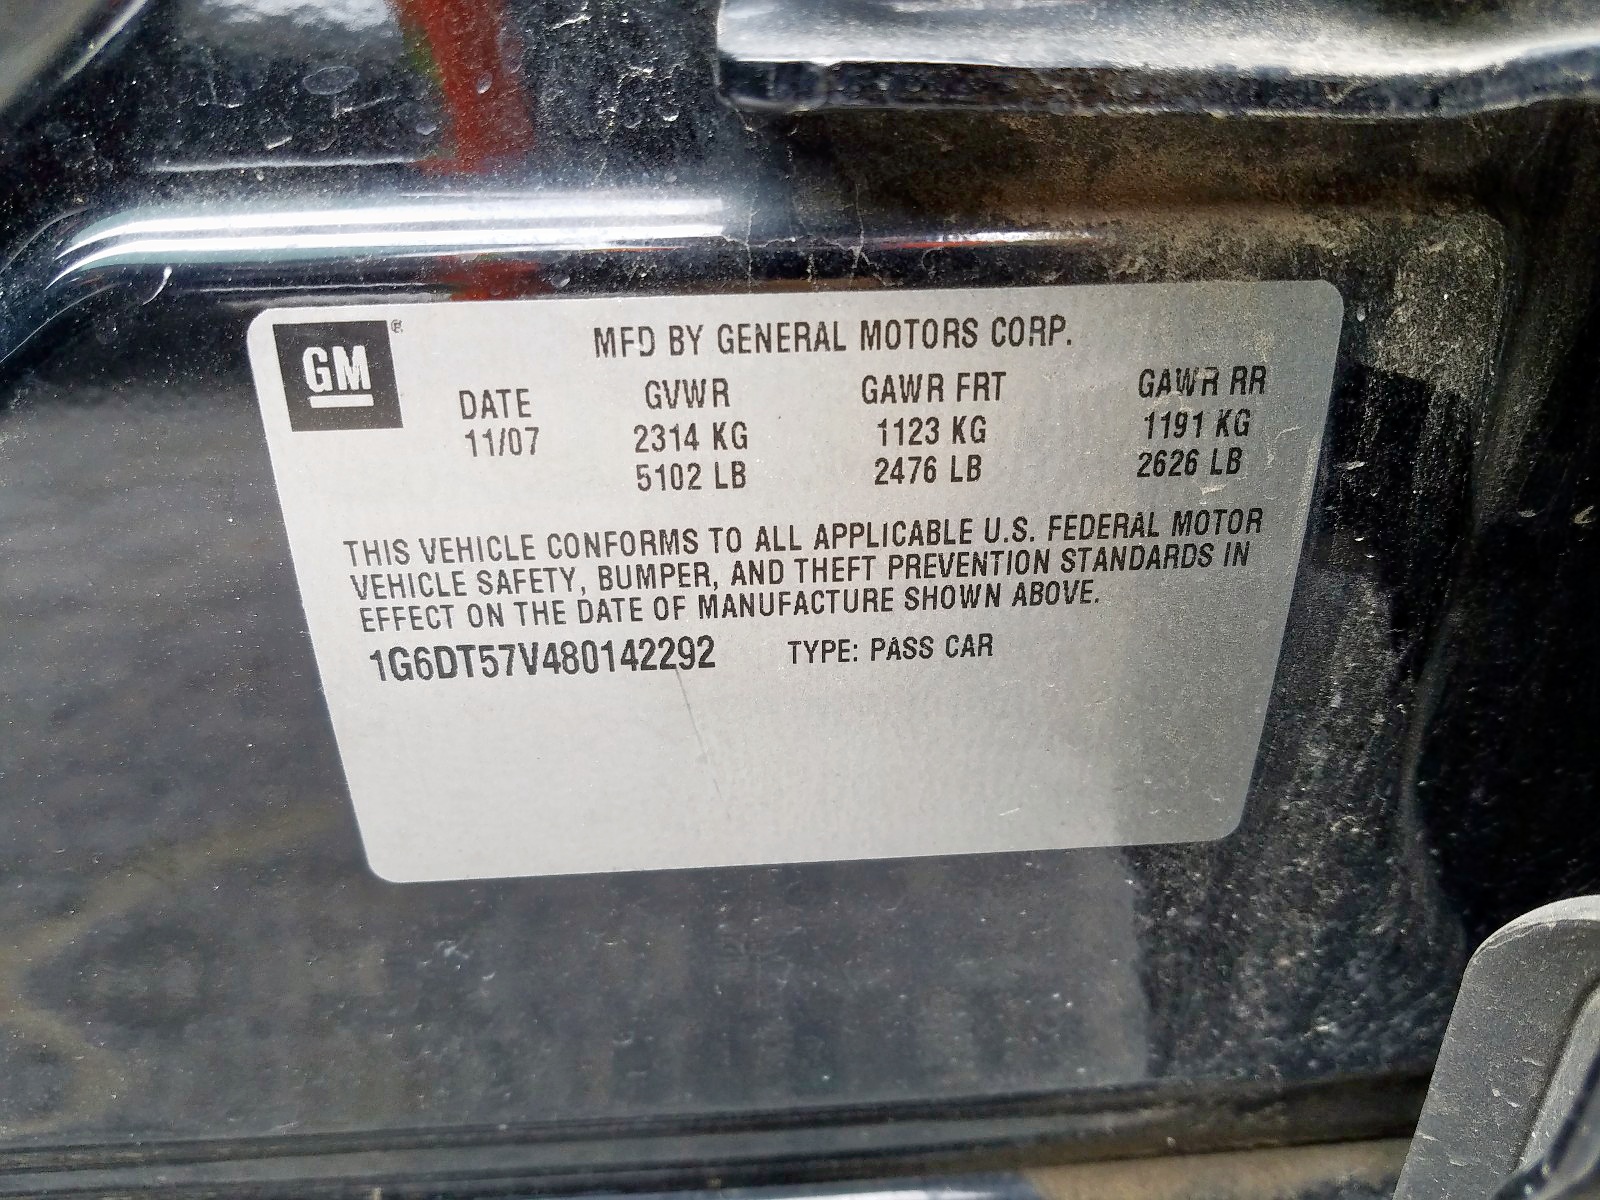 GM®
MFD BY GENERAL MOTORS CORP.
DATE GVWR GAWR FRT GAWR RR
11/07 2314 KG 1123 KG 1191 KG
5102 LB 2476 LB 2626 LB
THIS VEHICLE CONFORMS TO ALL APPLICABLE U.S. FEDERAL MOTOR
VEHICLE SAFETY, BUMPER, AND THEFT PREVENTION STANDARDS IN
EFFECT ON THE DATE OF MANUFACTURE SHOWN ABOVE.
1G6DT57V480142292 TYPE: PASS CAR